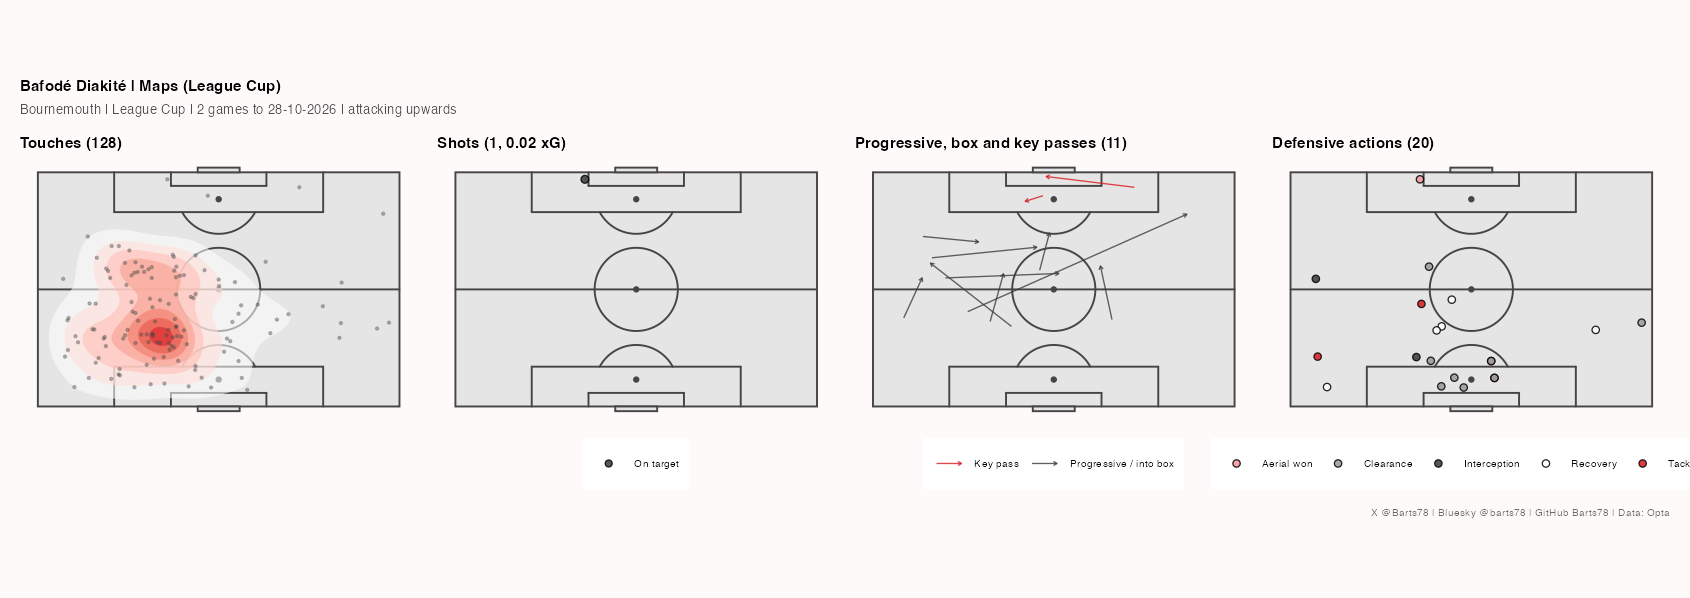 Bafodé Diakité | Maps (League Cup)
Bournemouth | League Cup | 2 games to 28-10-2026 | attacking upwards
Touches (128)
Shots (1, 0.02 xG)
Progressive, box and key passes (11)
Defensive actions (20)
On target
Key pass
Progressive / into box
Aerial won
Clearance
Interception
Recovery
Tack
X @Barts78 | Bluesky @barts78 | GitHub Barts78 | Data: Opta